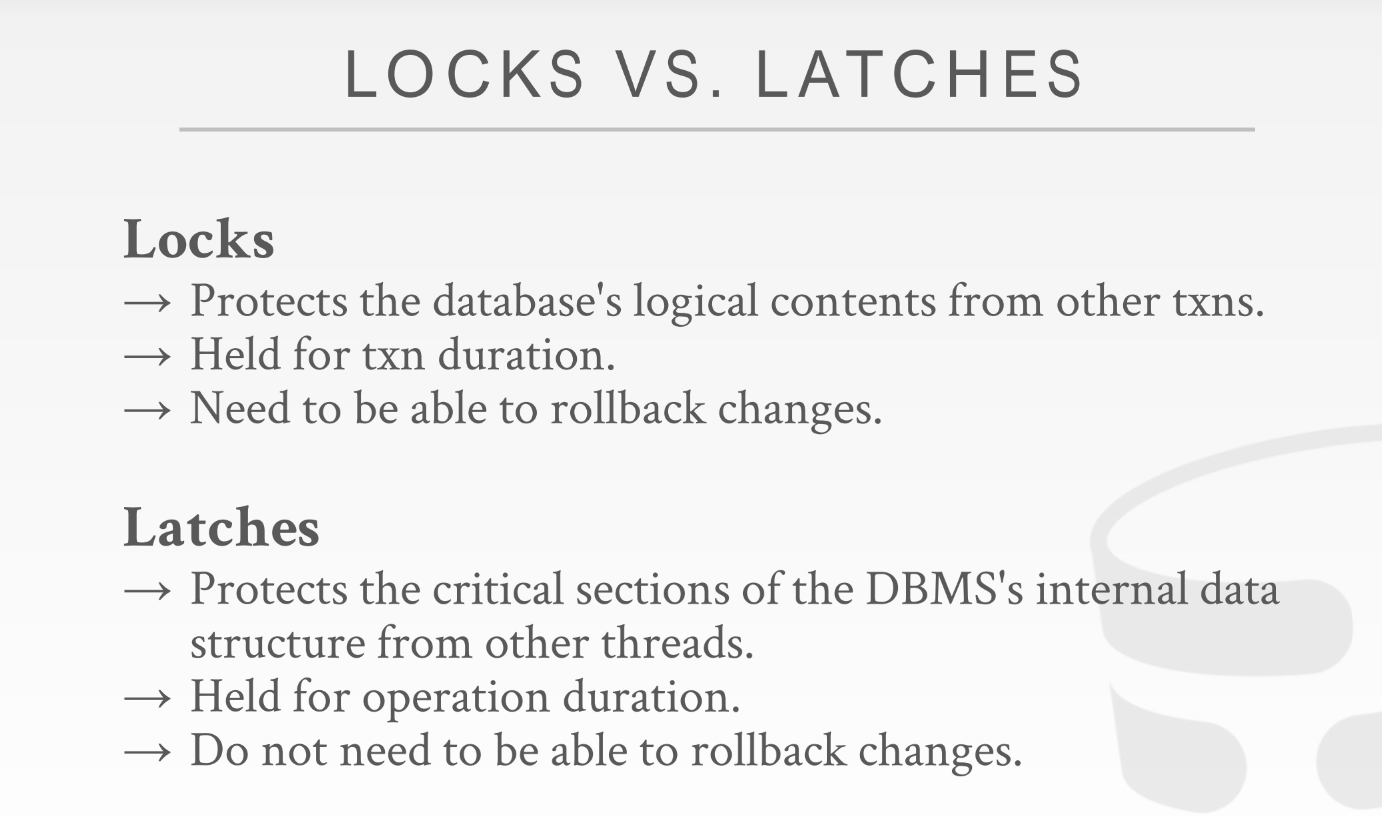 LOCKS VS. LATCHES
Locks
→ Protects the database's logical contents from other txns.
→ Held for txn duration.
→ Need to be able to rollback changes.
Latches
→ Protects the critical sections of the DBMS's internal data
structure from other threads.
→ Held for operation duration.
→ Do not need to be able to rollback changes.